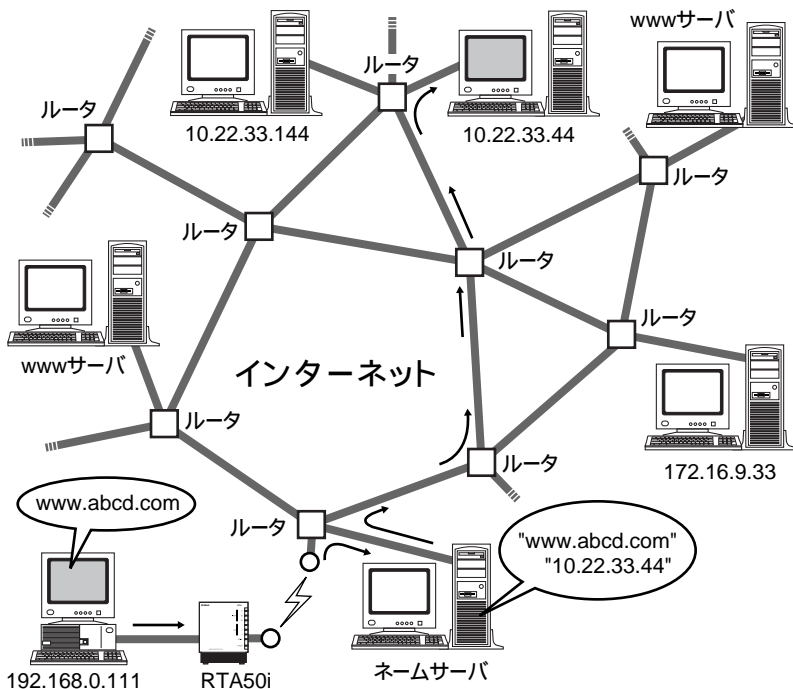 wwwサーバ
ルータ
ルータ
10.22.33.144
10.22.33.44
ルータ
ルータ
ルータ
ルータ
wwwサーバ
インターネット
ルータ
ルータ
172.16.9.33
www.abcd.com
ルータ
"www.abcd.com"
"10.22.33.44"
192.168.0.111
RTA50i
ネームサーバ